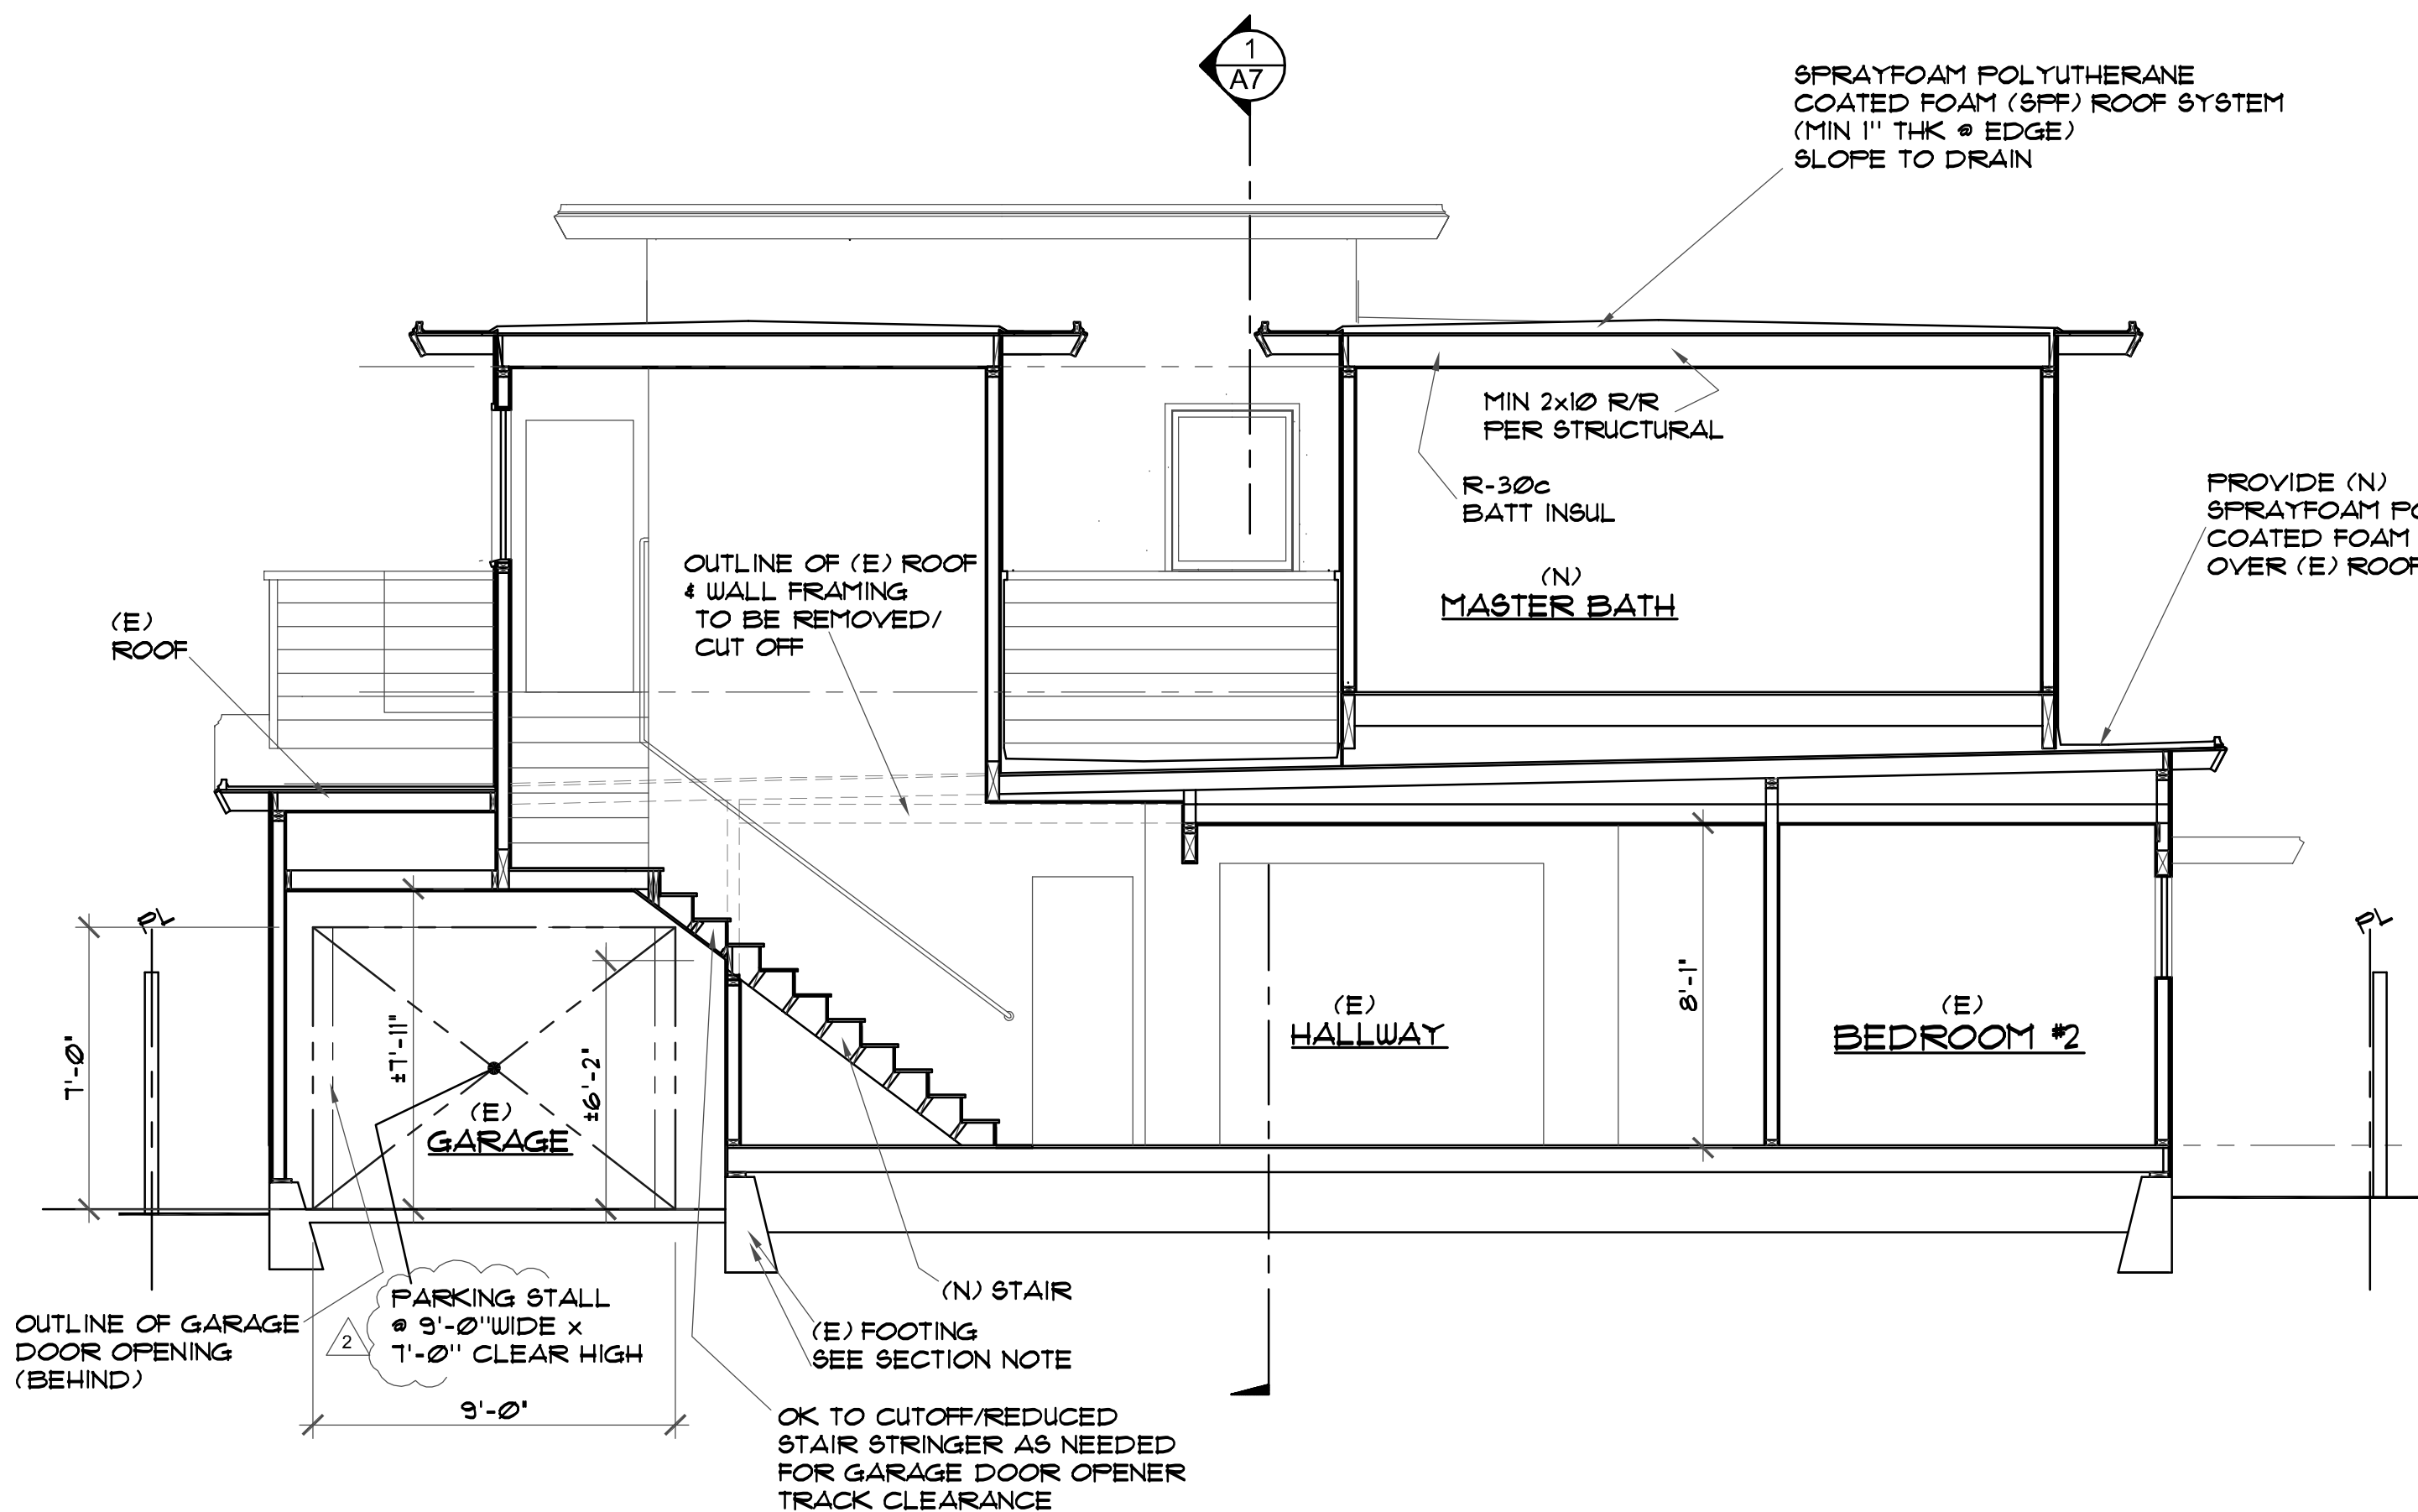 1
A7
SPRAYFOAM POLYUTHERANE
COATED FOAM (SPF) ROOF SYSTEM
(MIN 1" THK @ EDGE)
SLOPE TO DRAIN
MIN 2x10 R/R
PER STRUCTURAL
R-30c
BATT INSUL
PROVIDE (N)
SPRAYFOAM
COATED FOAM
OVER (E) ROOF
(N)
MASTER BATH
OUTLINE OF (E) ROOF
& WALL FRAMING
TO BE REMOVED/
CUT OFF
(E)
ROOF
PL
PL
7'-0"
±7'-11"
±6'-2"
8'-1"
(E)
GARAGE
(E)
HALLWAY
(E)
BEDROOM #2
OUTLINE OF GARAGE
DOOR OPENING
(BEHIND)
2
PARKING STALL
@ 9'-0"WIDE x
7'-0" CLEAR HIGH
9'-0"
(N) STAIR
(E) FOOTING
SEE SECTION NOTE
OK TO CUTOFF/REDUCED
STAIR STRINGER AS NEEDED
FOR GARAGE DOOR OPENER
TRACK CLEARANCE